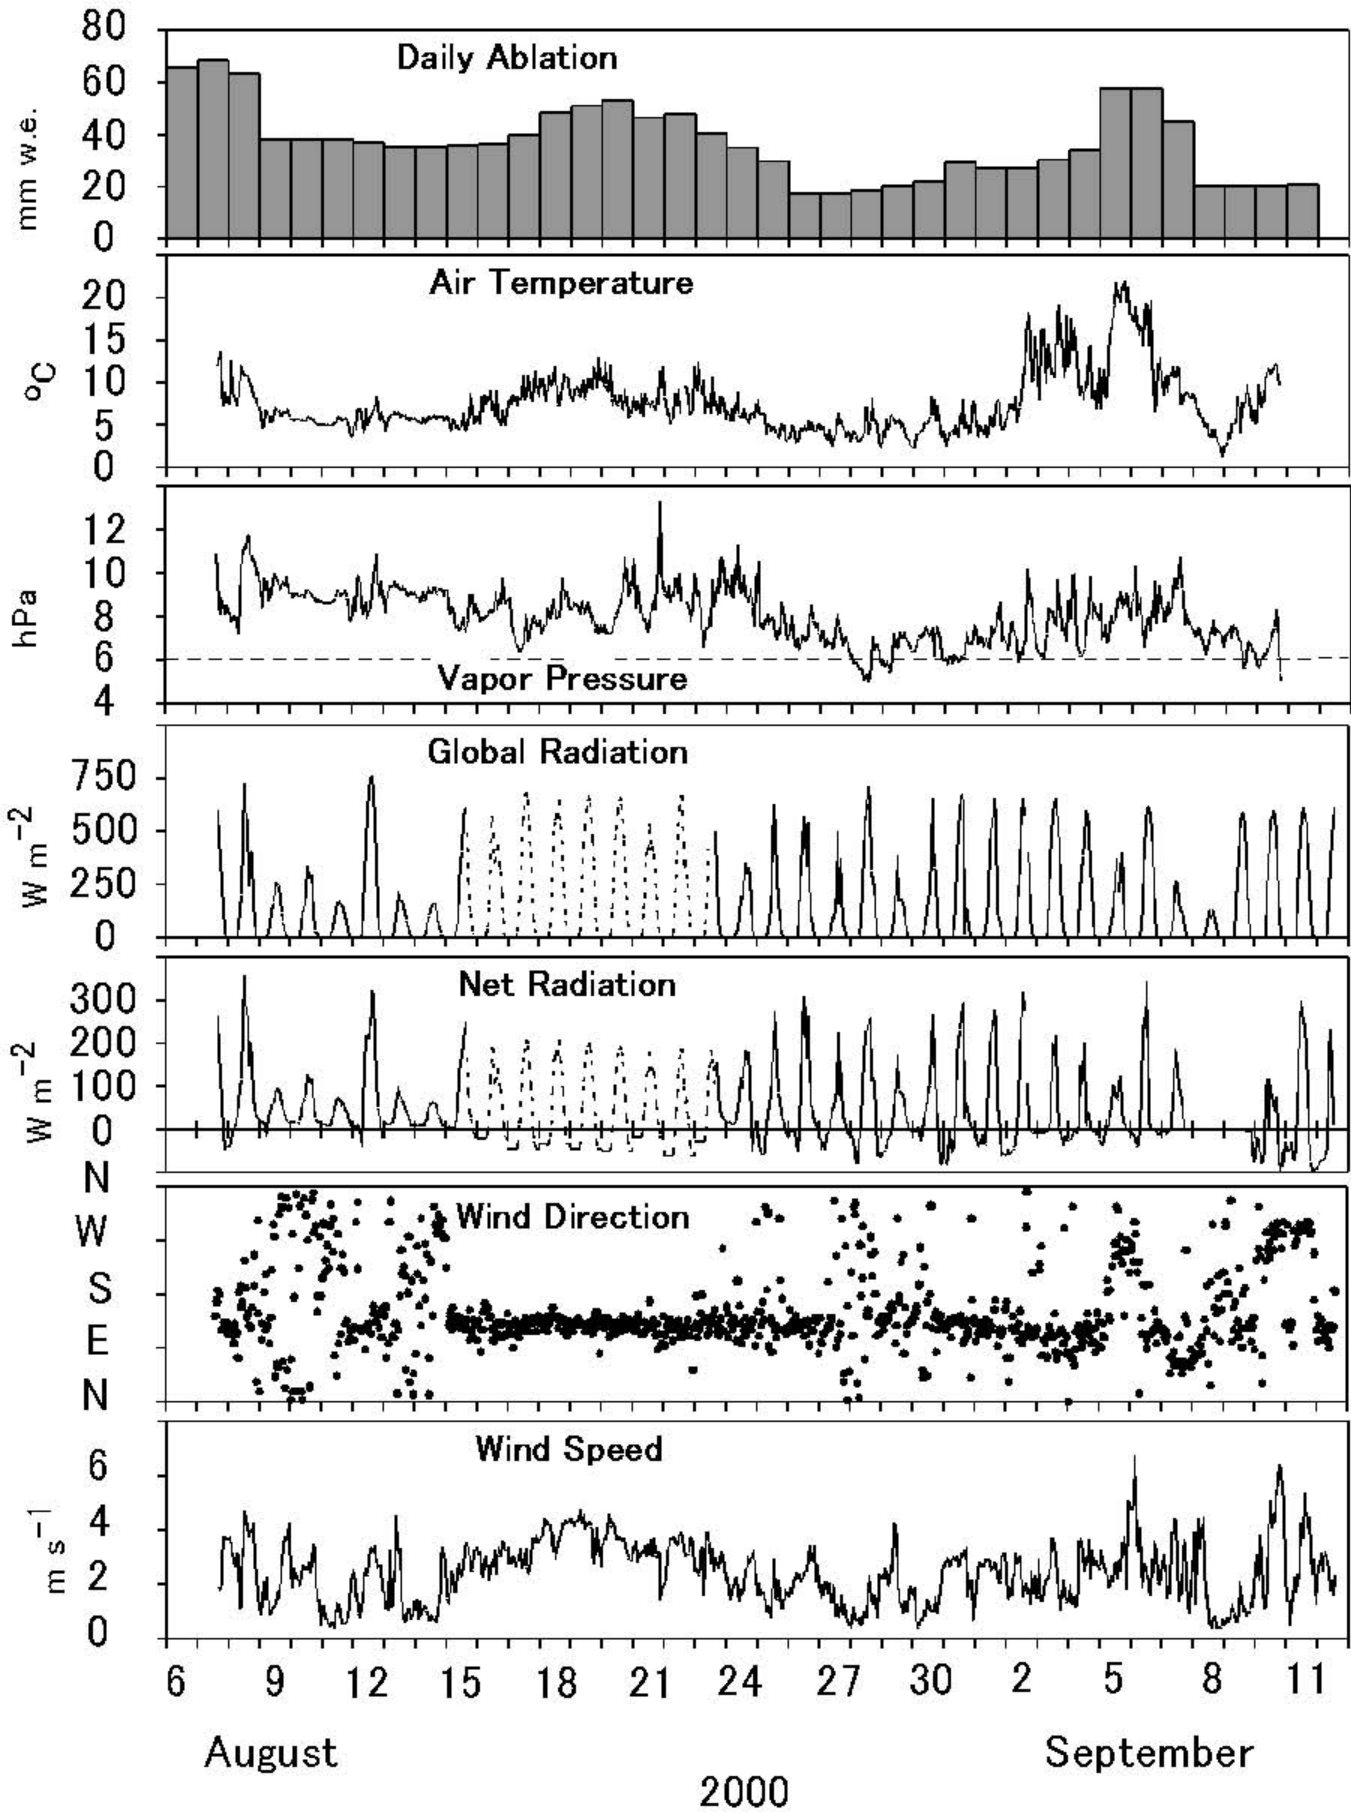 Daily Ablation
80
60
40
20
0
mm w.e.
Air Temperature
20
15
10
5
0
°C
12
10
8
6
4
hPa
Vapor Pressure
Global Radiation
750
500
250
0
W m⁻²
Net Radiation
300
200
100
0
W m⁻²
Wind Direction
N
W
S
E
N
Wind Speed
6
4
2
0
m s⁻¹
6 9 12 15 18 21 24 27 30 2 5 8 11
August September
2000